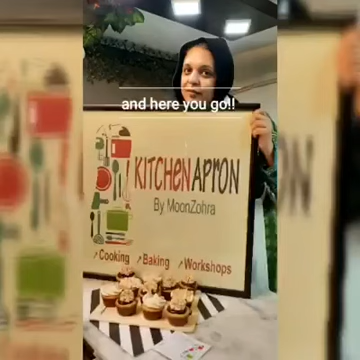 and here you go!!
KITCHEN APRON
By MoonZohra
Cooking Baking Workshops